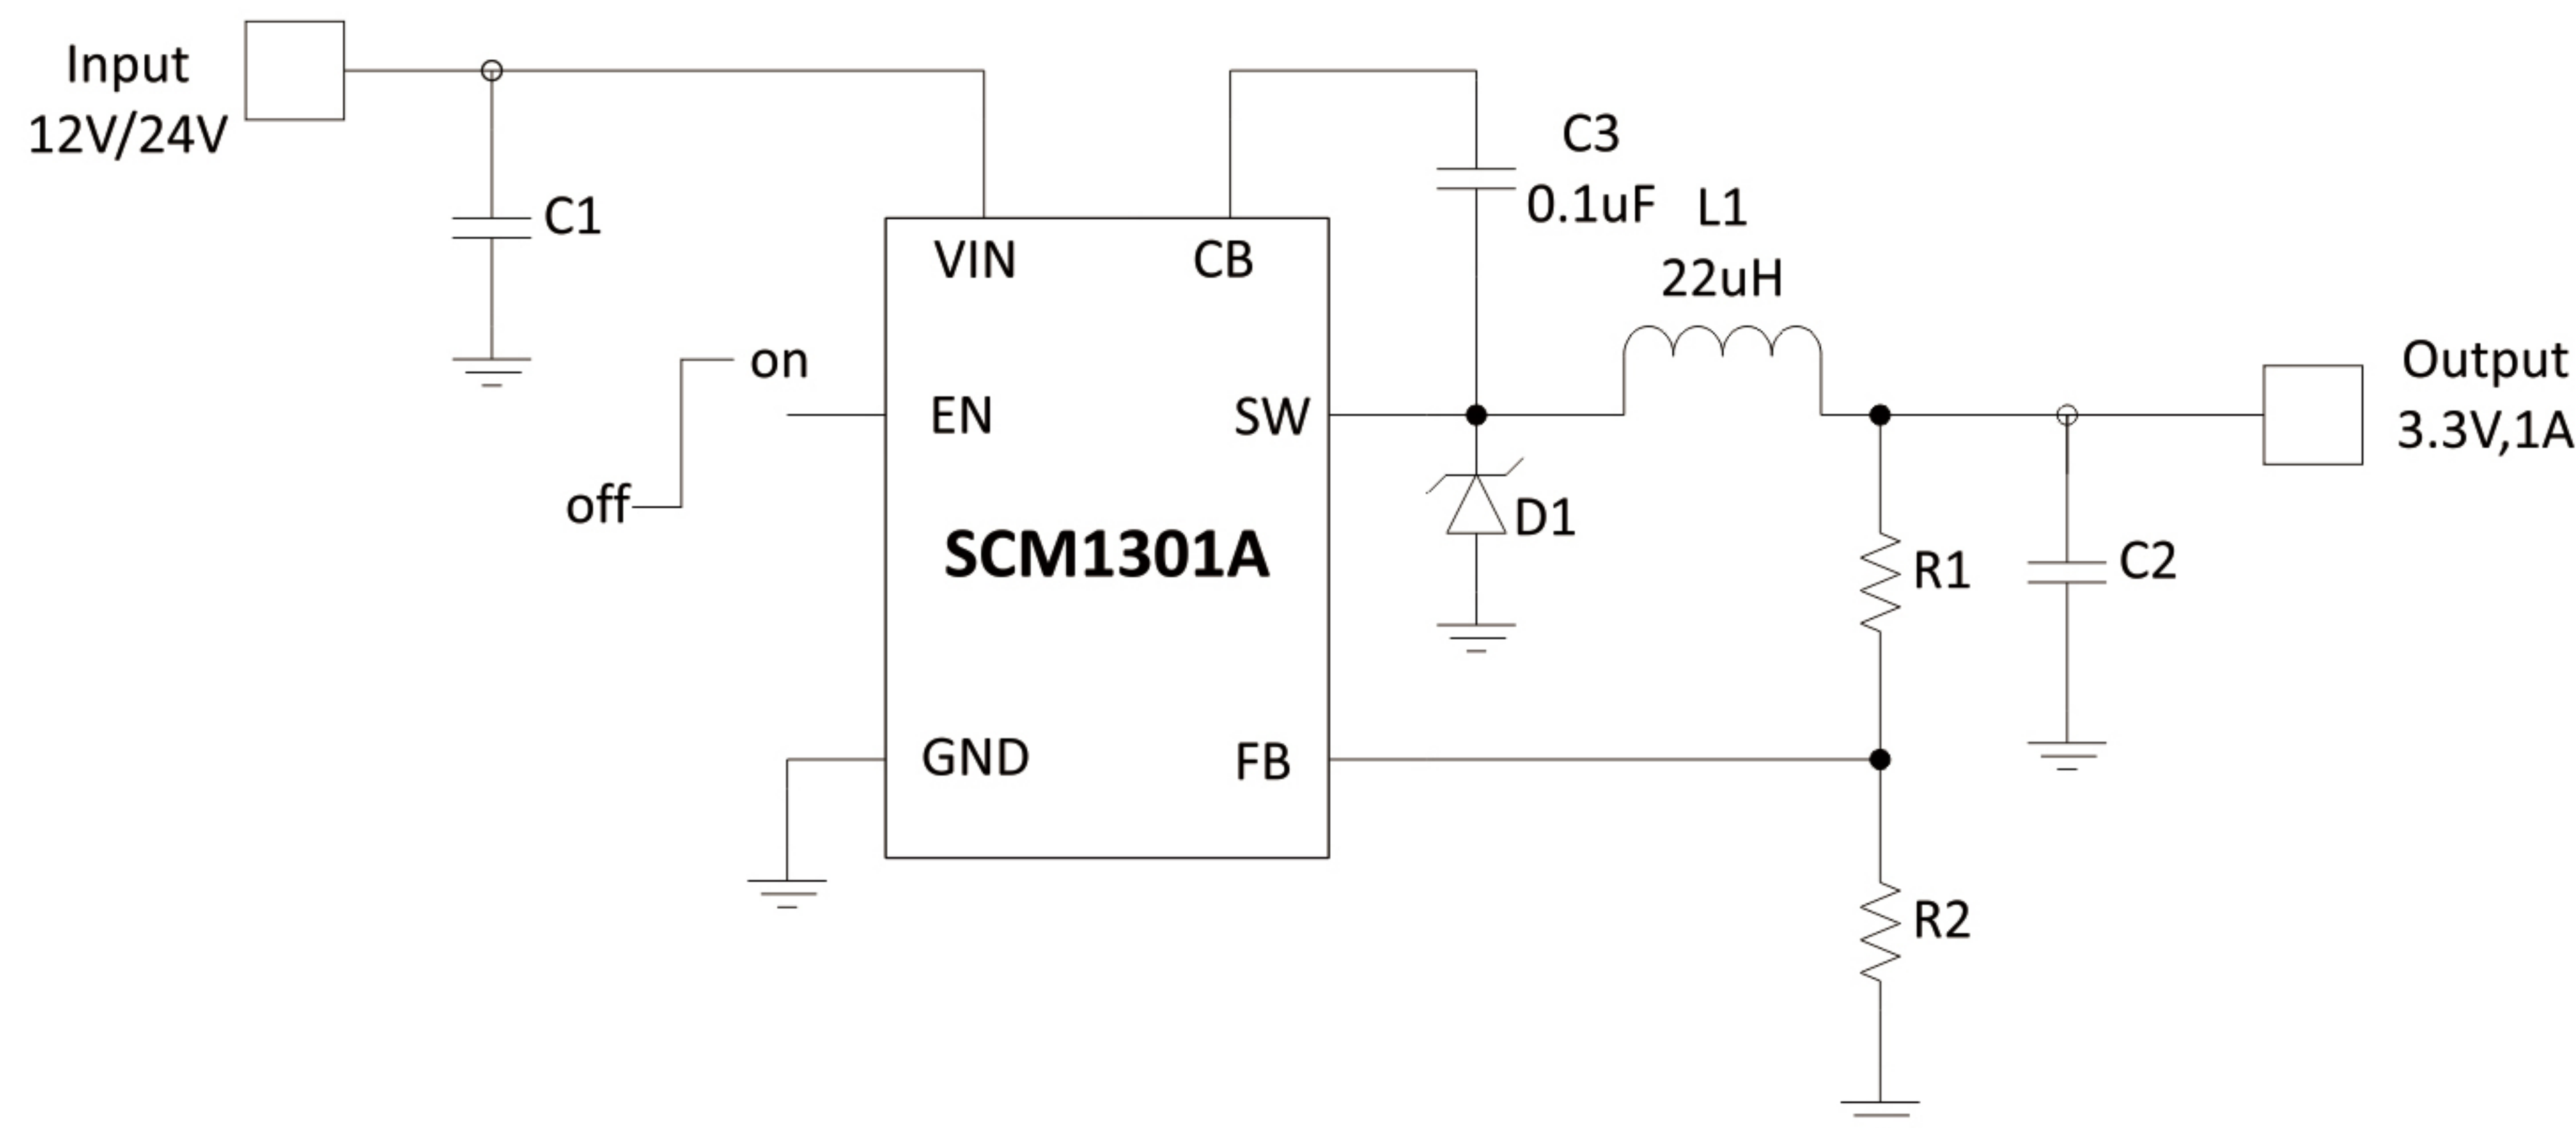 Input
12V/24V
C1
C3
0.1uF
L1
22uH
VIN
CB
on
off
EN
SW
Output
3.3V,1A
SCM1301A
D1
R1
C2
GND
FB
R2